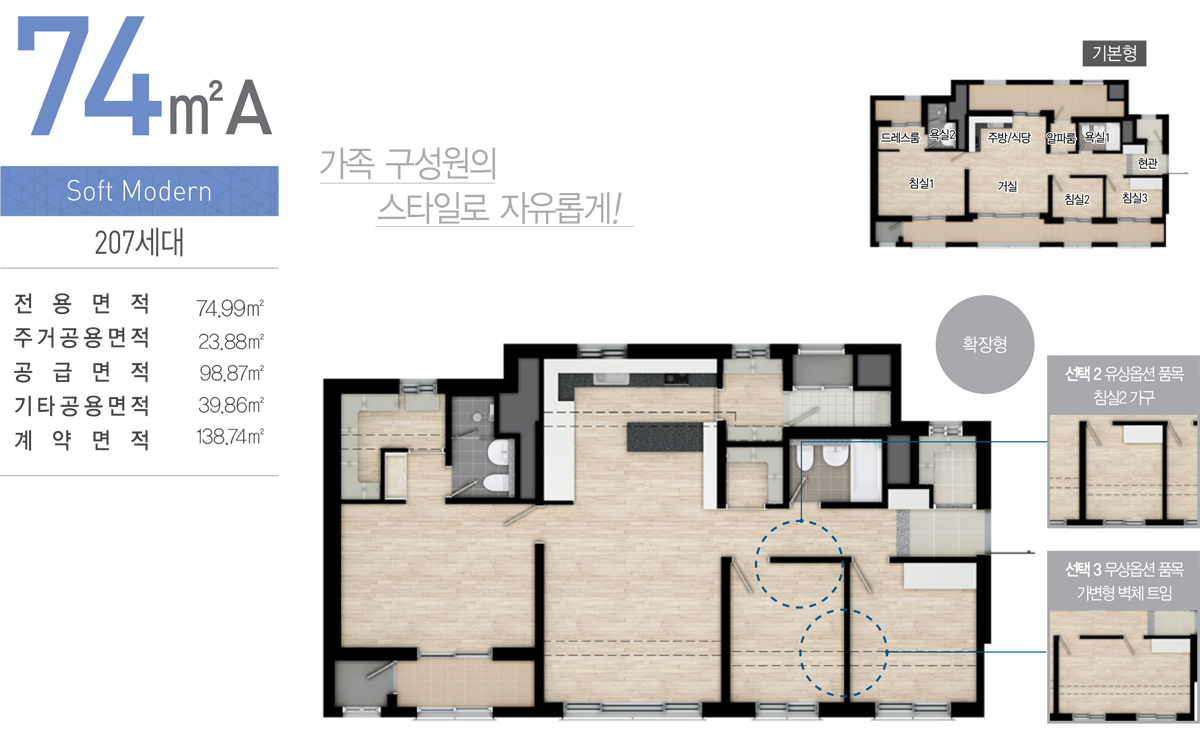 74m²A
Soft Modern
207세대
전용면적 74.99㎡
주거공용면적 23.88㎡
공급면적 98.87㎡
기타공용면적 39.86㎡
계약면적 138.74㎡
가족 구성원의
스타일로 자유롭게!
기본형
드레스룸
욕실2
주방/식당
알파룸
욕실1
현관
침실1
거실
침실2
침실3
확장형
선택 2 유상옵션 품목
침실2 가구
선택 3 무상옵션 품목
가변형 벽체 트임